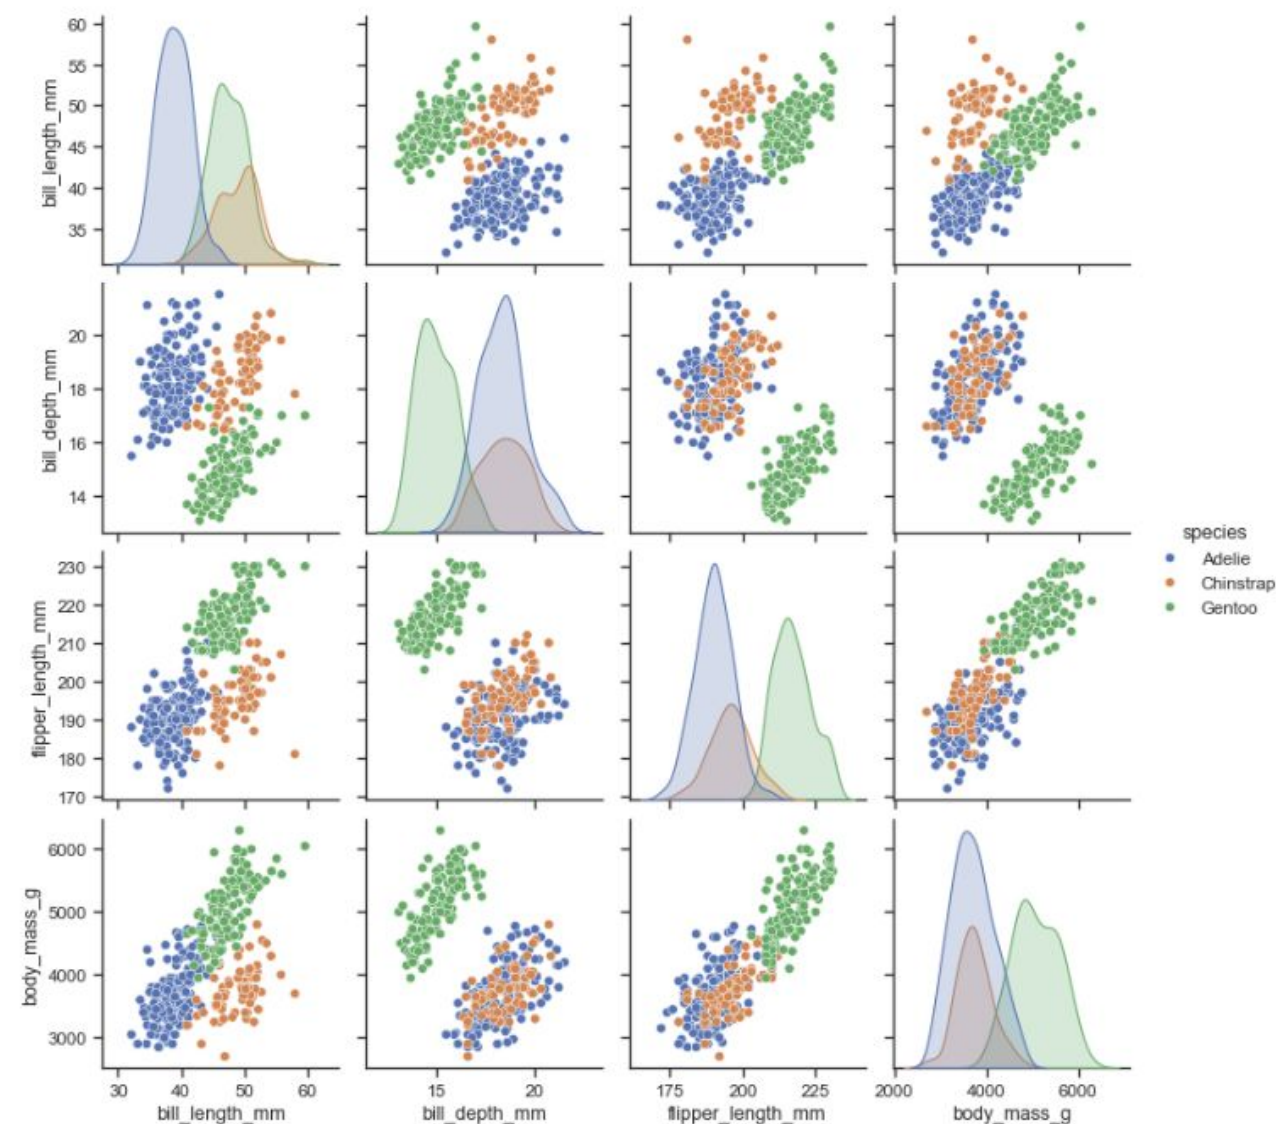 60
55
50
45
40
35
bill_length_mm
20
18
16
14
bill_depth_mm
230
220
210
200
190
180
170
flipper_length_mm
6000
5000
4000
3000
body_mass_g
30 40 50 60
bill_length_mm
15 20
bill_depth_mm
175 200 225
flipper_length_mm
2000 4000 6000
body_mass_g
species
Adelie
Chinstrap
Gentoo